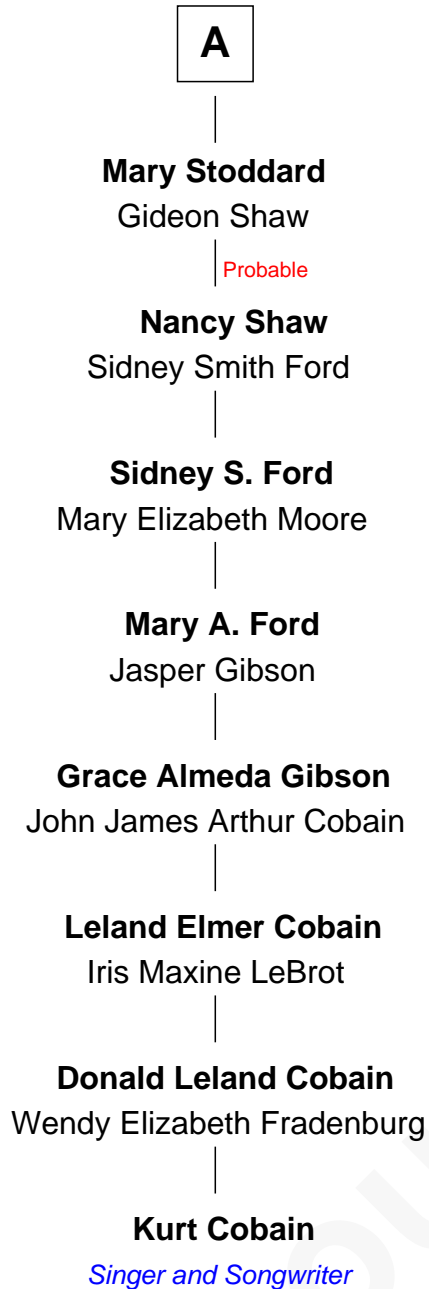 A
Mary Stoddard
Gideon Shaw
Probable
Nancy Shaw
Sidney Smith Ford
Sidney S. Ford
Mary Elizabeth Moore
Mary A. Ford
Jasper Gibson
Grace Almeda Gibson
John James Arthur Cobain
Leland Elmer Cobain
Iris Maxine LeBrot
Donald Leland Cobain
Wendy Elizabeth Fradenburg
Kurt Cobain
Singer and Songwriter